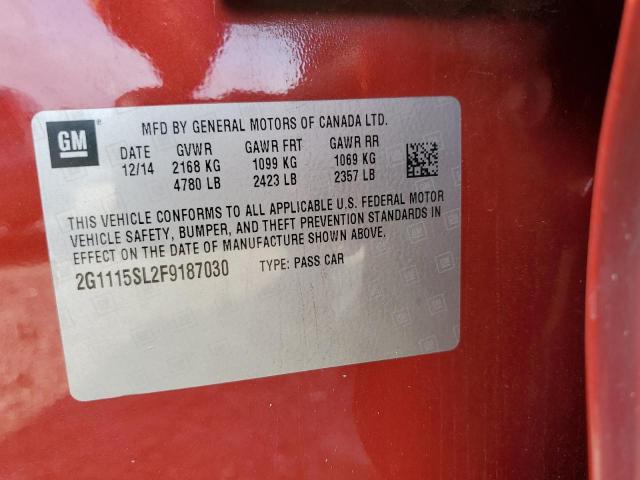 GM®
MFD BY GENERAL MOTORS OF CANADA LTD.
DATE GVWR GAWR FRT GAWR RR
12/14 2168 KG 1099 KG 1069 KG
4780 LB 2423 LB 2357 LB
THIS VEHICLE CONFORMS TO ALL APPLICABLE U.S. FEDERAL MOTOR
VEHICLE SAFETY, BUMPER, AND THEFT PREVENTION STANDARDS IN
EFFECT ON THE DATE OF MANUFACTURE SHOWN ABOVE.
2G1115SL2F9187030 TYPE: PASS CAR